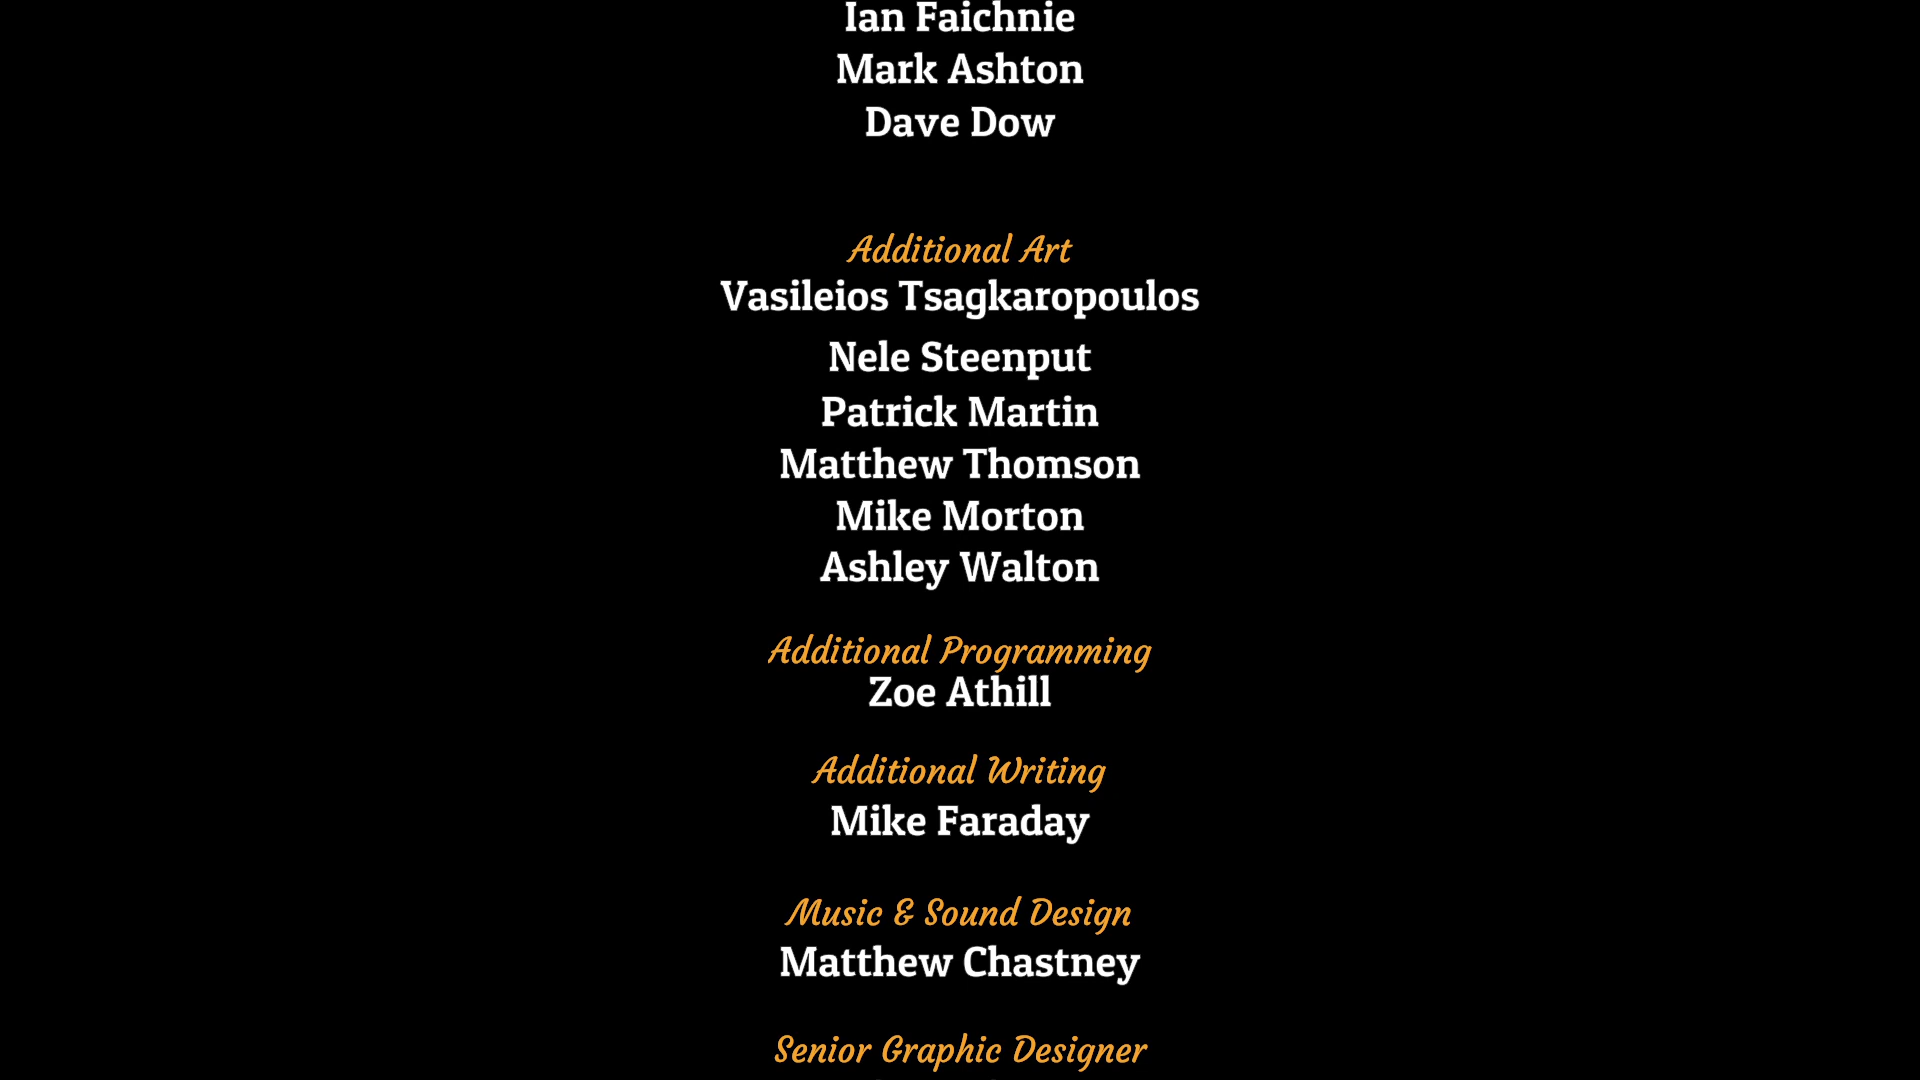 Ian Faichnie
Mark Ashton
Dave Dow
Additional Art
Vasileios Tsagkaropoulos
Nele Steenput
Patrick Martin
Matthew Thomson
Mike Morton
Ashley Walton
Additional Programming
Zoe Athill
Additional Writing
Mike Faraday
Music & Sound Design
Matthew Chastney
Senior Graphic Designer